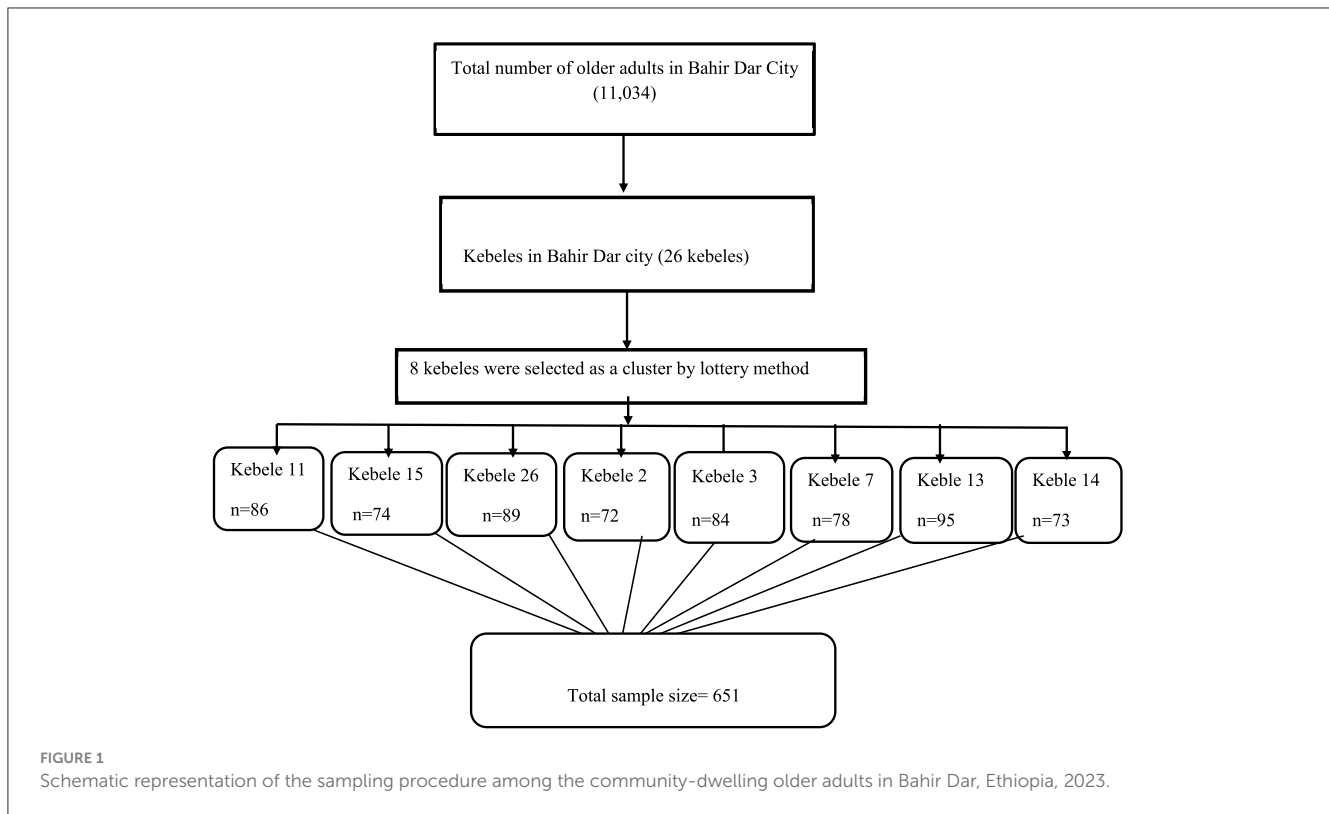 Total number of older adults in Bahir Dar City
(11,034)
Kebeles in Bahir Dar city (26 kebeles)
8 kebeles were selected as a cluster by lottery method
Kebele 11
n=86
Kebele 15
n=74
Kebele 26
n=89
Kebele 2
n=72
Kebele 3
n=84
Kebele 7
n=78
Keble 13
n=95
Keble 14
n=73
Total sample size= 651
FIGURE 1
Schematic representation of the sampling procedure among the community-dwelling older adults in Bahir Dar, Ethiopia, 2023.